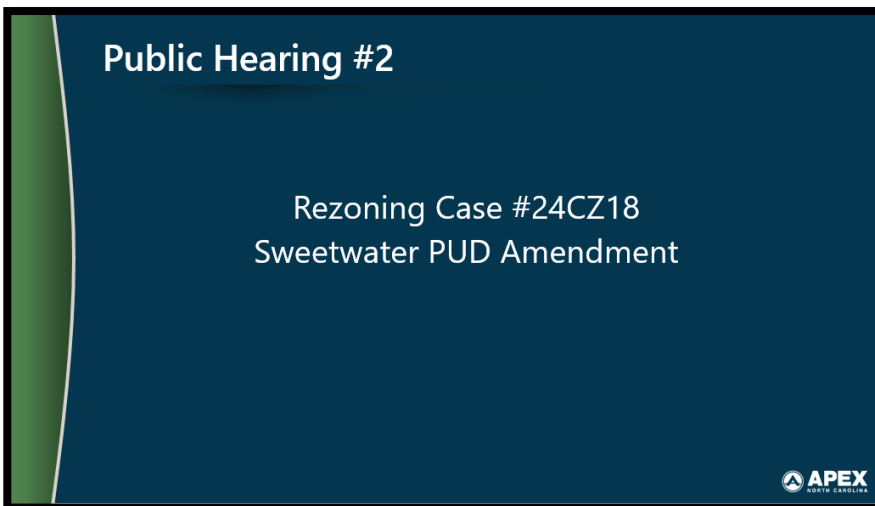 Public Hearing #2
Rezoning Case #24CZ18
Sweetwater PUD Amendment
APEX
NORTH CAROLINA